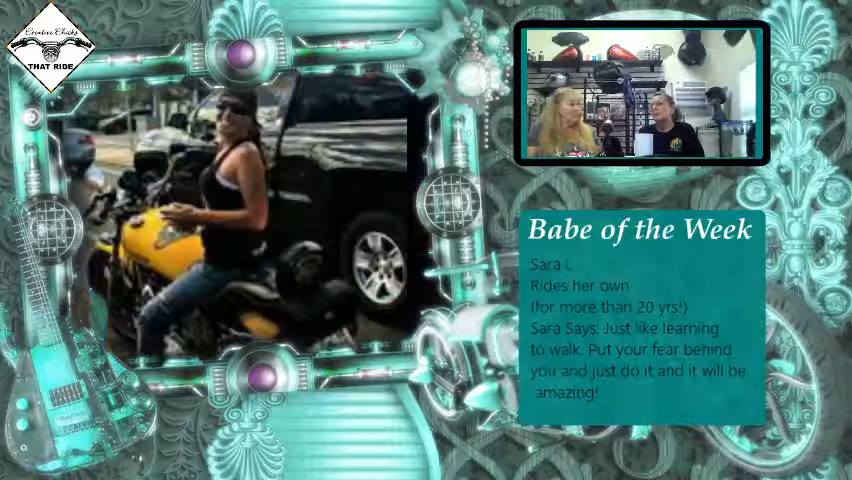 Creative Chicks
THAT RIDE
Babe of the Week
Sara L
Rides her own
(for more than 20 yrs!)
Sara Says, Just like learning
to walk. Put your fear behind
you and just do it and it will be
amazing!